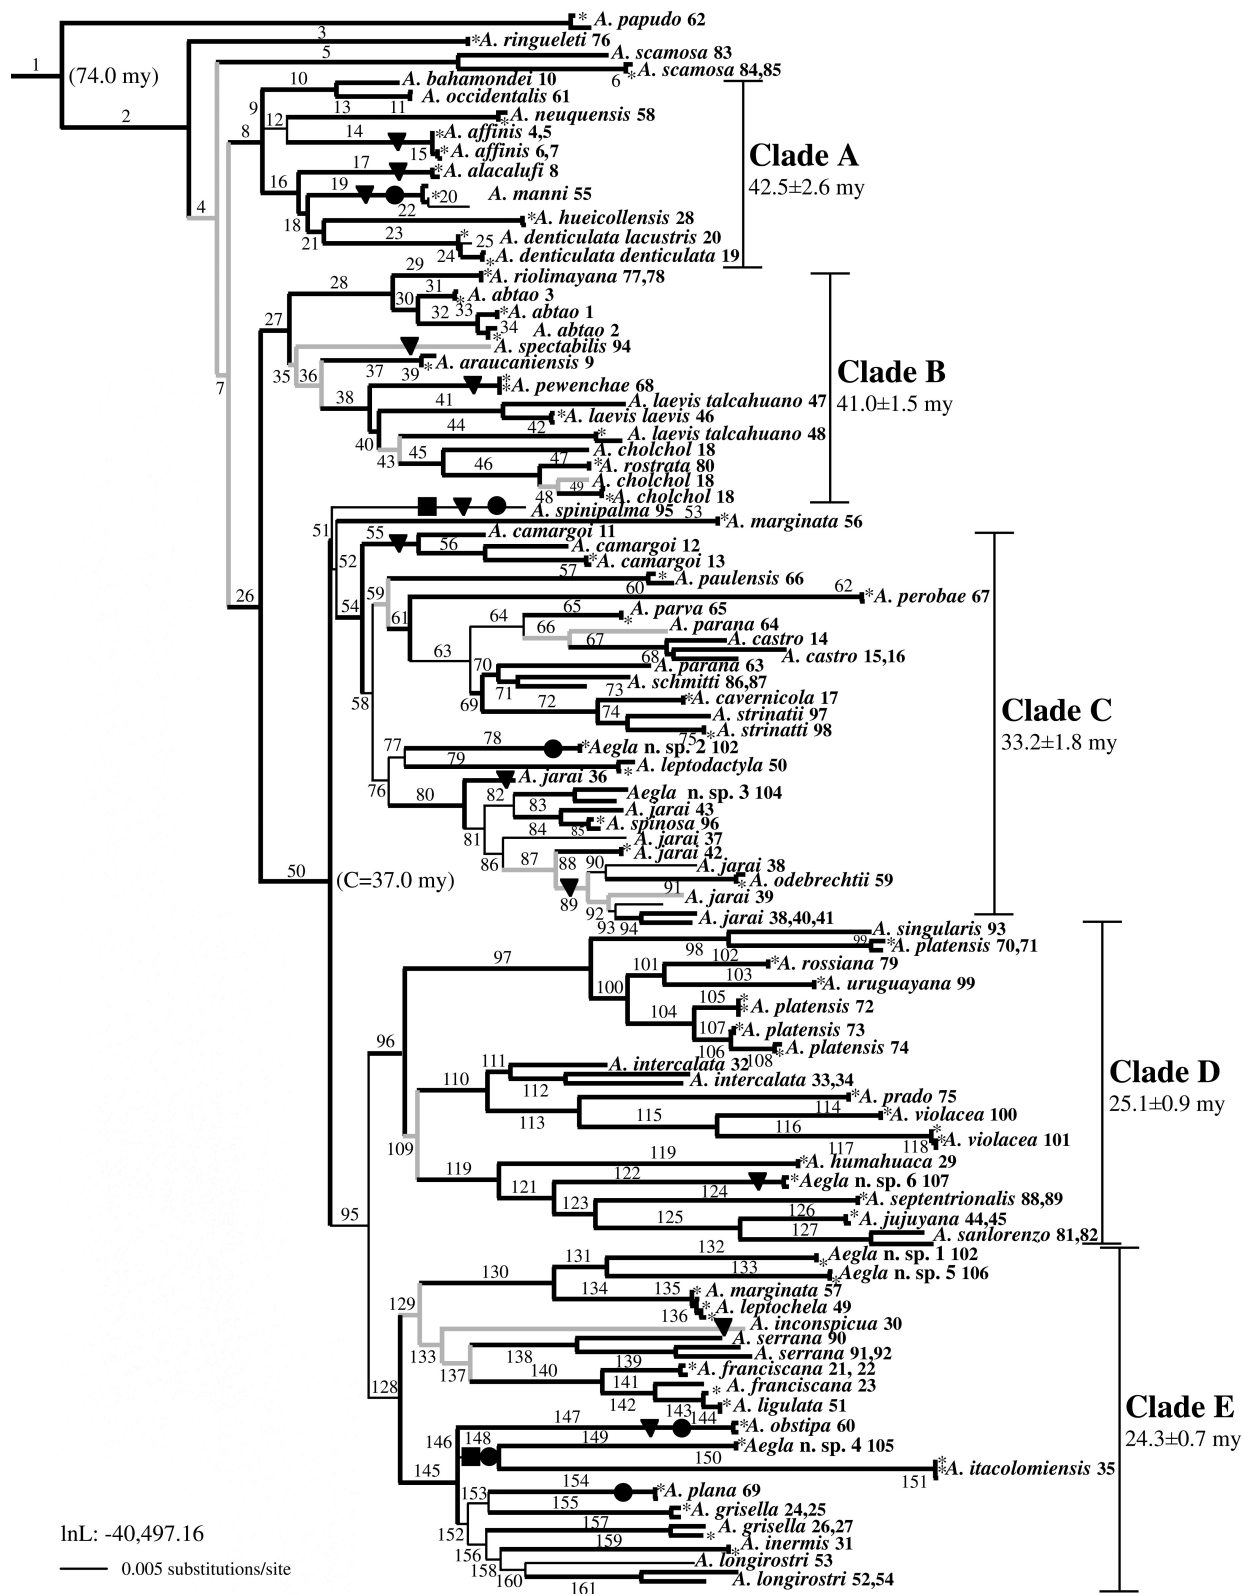 A. papudo 62
3
*A. ringueleti 76
5
A. scamosa 83
1
(74.0 my)
6 *A. scamosa 84,85
10
A. bahamondei 10
A. occidentalis 61
9
13 11
2
12
*A. neuquensis 58
8
14
*A. affinis 4,5
15 *A. affinis 6,7
Clade A
17
*A. alacalufi 8
42.5±2.6 my
16
19
*20 A. manni 55
4
22
18
*A. hueicollensis 28
21
23
25 A. denticulata lacustris 20
24 *A. denticulata denticulata 19
29
*A. riolimayana 77,78
28
31
30
*A. abtao 3
32 33
*A. abtao 1
27
34 A. abtao 2
A. spectabilis 94
35 36
37 39
*A. araucaniensis 9
Clade B
7
*A. pewenchae 68
38
41
A. laevis talcahuano 47
41.0±1.5 my
*A. laevis laevis 46
44 42
*A. laevis talcahuano 48
40
43 45
A. cholchol 18
46 47
*A. rostrata 80
A. cholchol 18
48 49
*A. cholchol 18
A. spinipalma 95
51
53
*A. marginata 56
55
A. camargoi 11
56
A. camargoi 12
52
*A. camargoi 13
57
*A. paulensis 66
26
59
60
62
*A. perobae 67
54
61
65
*A. parva 65
64
66
A. parana 64
67
A. castro 14
63
68
A. castro 15,16
70
A. parana 63
71
A. schmitti 86,87
58
69
72 73
*A. cavernicola 17
74
A. strinatii 97
75 *A. strinatti 98
Clade C
33.2±1.8 my
77
78
*Aegla n. sp. 2 102
79
*A. leptodactyla 50
76
A. jarai 36
80
82
Aegla n. sp. 3 104
83
A. jarai 43
84 85
*A. spinosa 96
81
A. jarai 37
86 87 88
*A. jarai 42
50
(C=37.0 my)
90
A. jarai 38
*A. odebrechtii 59
89
91
A. jarai 39
92
A. jarai 38,40,41
93 94
A. singularis 93
97
98
99 *A. platensis 70,71
102
101
*A. rossiana 79
103
*A. uruguayana 99
100
105
*A. platensis 72
104
107 *A. platensis 73
96
106
108 *A. platensis 74
111
A. intercalata 32
Clade D
110
112
A. intercalata 33,34
25.1±0.9 my
*A. prado 75
113
115
114
*A. violacea 100
116
117 118 *A. violacea 101
109
119
*A. humahuaca 29
119
122
*Aegla n. sp. 6 107
121
124
*A. septentrionalis 88,89
123
126
*A. jujuyana 44,45
95
125
127
A. sanlorenzo 81,82
132
Aegla n. sp. 1 102
131
133
*Aegla n. sp. 5 106
130
134
135 *A. marginata 57
129
136 *A. leptochela 49
A. inconspicua 30
133
A. serrana 90
138
A. serrana 91,92
137
139
*A. franciscana 21, 22
140
141
*A. franciscana 23
128
142
143 144 *A. ligulata 51
Clade E
24.3±0.7 my
147
*A. obstipa 60
146 148
149
*Aegla n. sp. 4 105
145
150
151 *A. itacolomiensis 35
154
*A. plana 69
153
155
*A. grisella 24,25
157
*A. grisella 26,27
152
159
*A. inermis 31
156
158
A. longirostri 53
160
161
A. longirostri 52,54
lnL: -40,497.16
0.005 substitutions/site